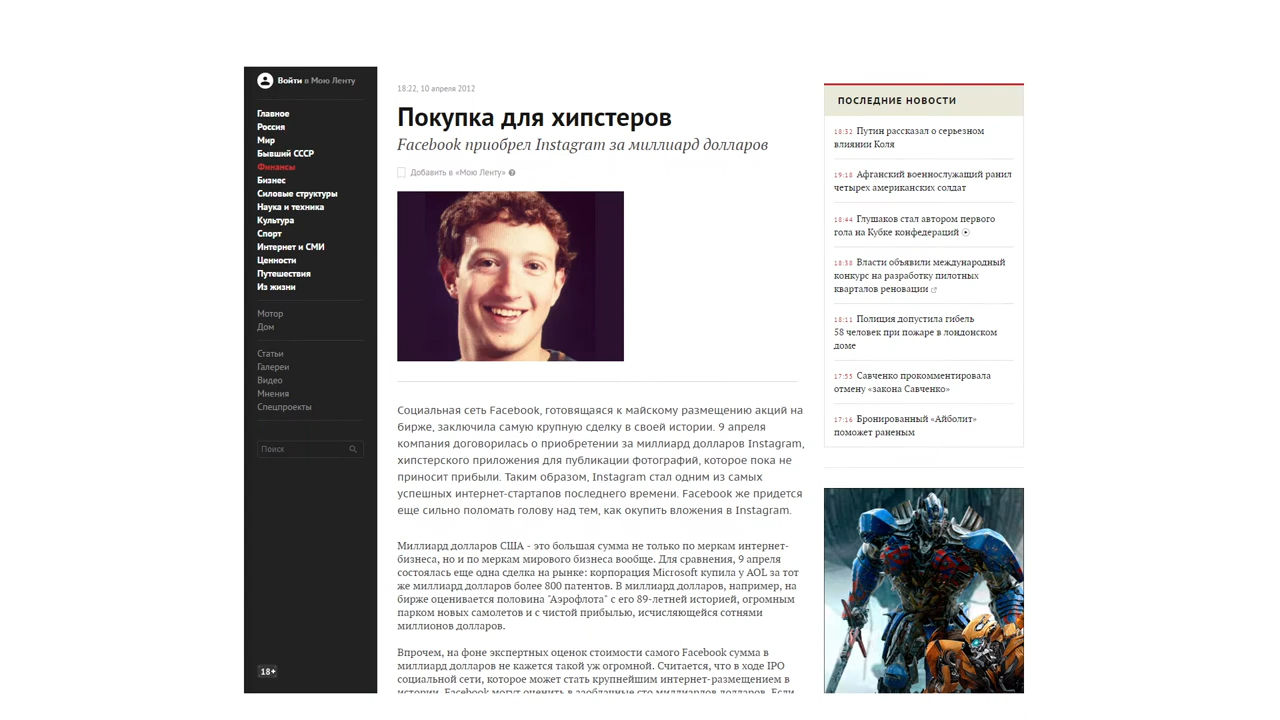 Войти в Мою Ленту
Главное
Россия
Мир
Бывший СССР
Финансы
Бизнес
Силовые структуры
Наука и техника
Культура
Спорт
Интернет и СМИ
Ценности
Путешествия
Из жизни
Мотор
Дом
Статьи
Галереи
Видео
Мнения
Спецпроекты
Поиск
18+
18:22, 10 апреля 2012
Покупка для хипстеров
Facebook приобрел Instagram за миллиард долларов
Добавить в «Мою Ленту»
Социальная сеть Facebook, готовящаяся к майскому размещению акций на
бирже, заключила самую крупную сделку в своей истории. 9 апреля
компания договорилась о приобретении за миллиард долларов Instagram,
хипстерского приложения для публикации фотографий, которое пока не
приносит прибыли. Таким образом, Instagram стал одним из самых
успешных интернет-стартапов последнего времени. Facebook же придется
еще сильно поломать голову над тем, как окупить вложения в Instagram.
Миллиард долларов США - это большая сумма не только по меркам интернет-
бизнеса, но и по меркам мирового бизнеса вообще. Для сравнения, 9 апреля
состоялась еще одна сделка на рынке: корпорация Microsoft купила у AOL за тот
же миллиард долларов более 800 патентов. В миллиард долларов, например, на
бирже оценивается половина "Аэрофлота" с его 89-летней историей, огромным
парком новых самолетов и с чистой прибылью, исчисляющейся сотнями
миллионов долларов.
Впрочем, на фоне экспертных оценок стоимости самого Facebook сумма в
миллиард долларов не кажется такой уж огромной. Считается, что в ходе IPO
социальной сети, которое может стать крупнейшим интернет-размещением в
истории, Facebook могут оценить в заоблачные сто миллиардов долларов. Если
ПОСЛЕДНИЕ НОВОСТИ
18:32 Путин рассказал о серьезном
влиянии Коля
19:18 Афганский военнослужащий ранил
четырех американских солдат
18:44 Глушаков стал автором первого
гола на Кубке конфедераций
18:38 Власти объявили международный
конкурс на разработку пилотных
кварталов реновации
18:11 Полиция допустила гибель
58 человек при пожаре в лондонском
доме
17:55 Савченко прокомментировала
отмену «закона Савченко»
17:16 Бронированный «Айболит»
поможет раненым